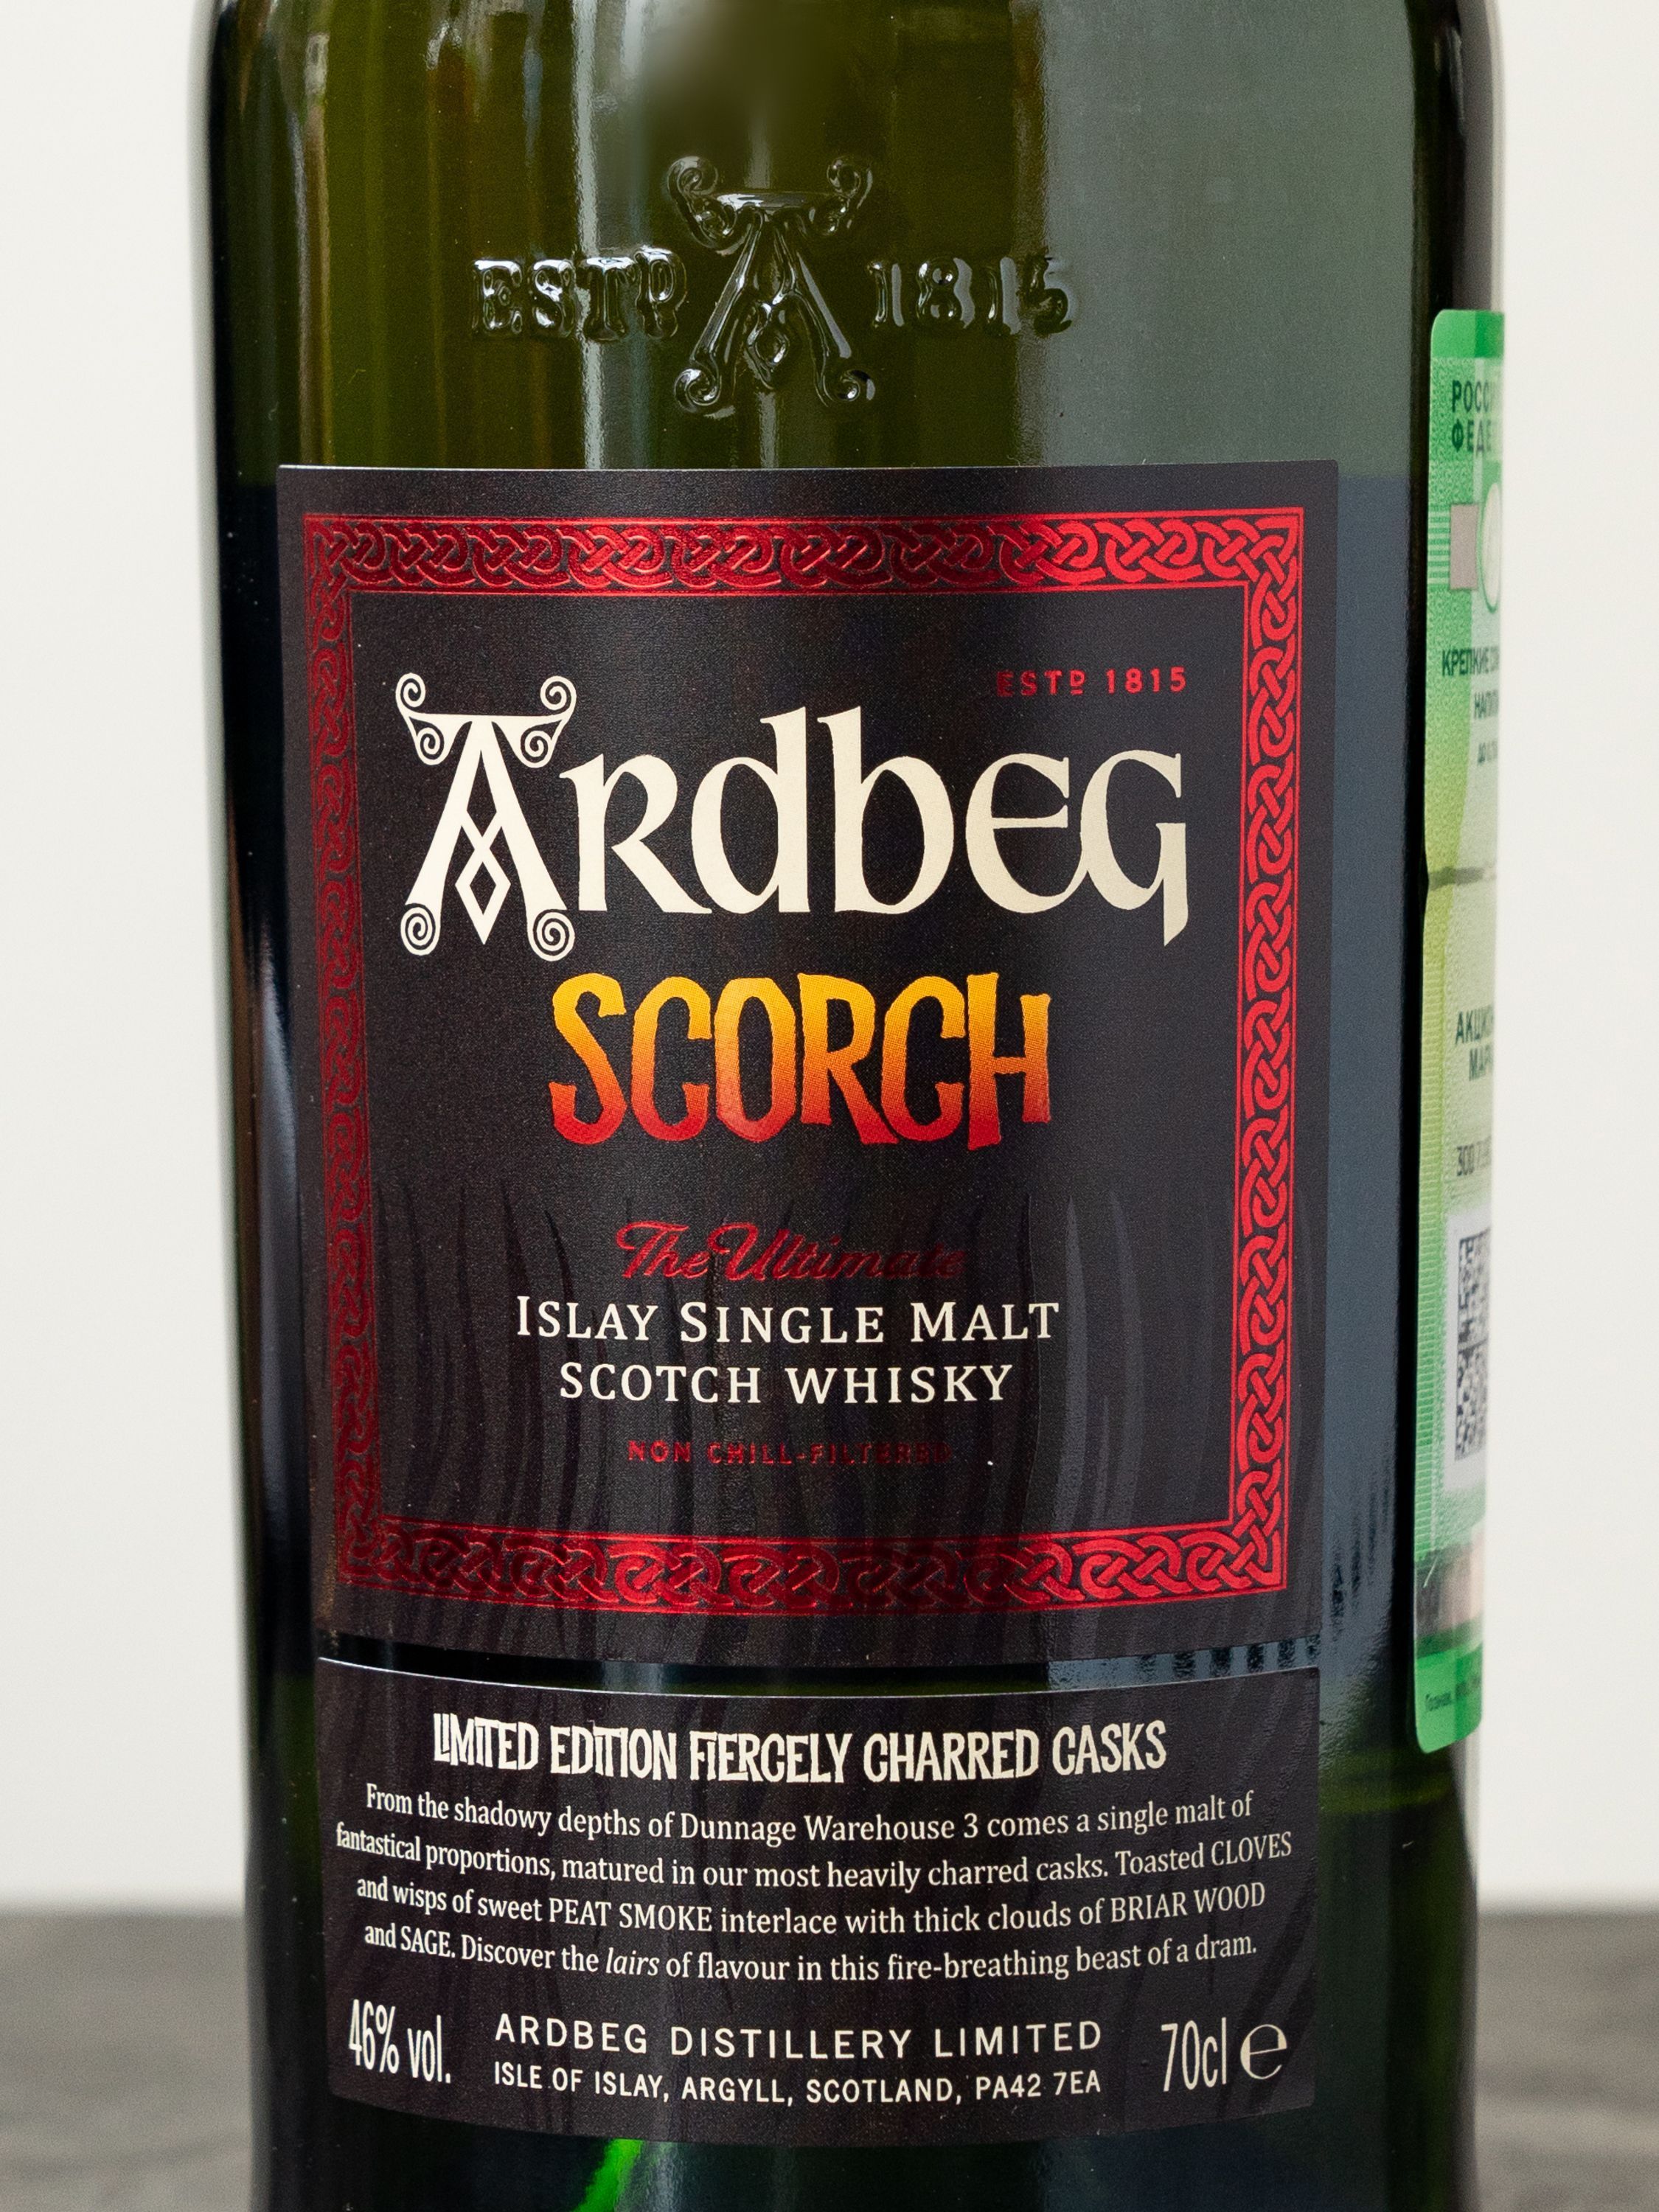 ESTD 1815
ESTD 1815
ARDBEG
SCORCH
The Ultimate
ISLAY SINGLE MALT
SCOTCH WHISKY
NON CHILL-FILTERED
LIMITED EDITION FIERCELY CHARRED CASKS
From the shadowy depths of Dunnage Warehouse 3 comes a single malt of
fantastical proportions, matured in our most heavily charred casks. Toasted CLOVES
and wisps of sweet PEAT SMOKE interlace with thick clouds of BRIAR WOOD
and SAGE. Discover the lairs of flavour in this fire-breathing beast of a dram.
46% vol.
ARDBEG DISTILLERY LIMITED
ISLE OF ISLAY, ARGYLL, SCOTLAND, PA42 7EA
70cl ℮
КРЕПКИЕ